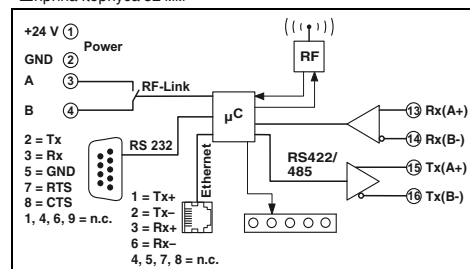 +24 V 1
Power
GND 2
A 3
RF-Link
B 4
RF
µC
13 Rx(A+)
14 Rx(B-)
RS422/
485
15 Tx(A+)
16 Tx(B-)
2 = Tx
3 = Rx
5 = GND
7 = RTS
8 = CTS
1, 4, 6, 9 = n.c.
RS 232
Ethernet
1 = Tx+
2 = Tx–
3 = Rx+
6 = Rx–
4, 5, 7, 8 = n.c.